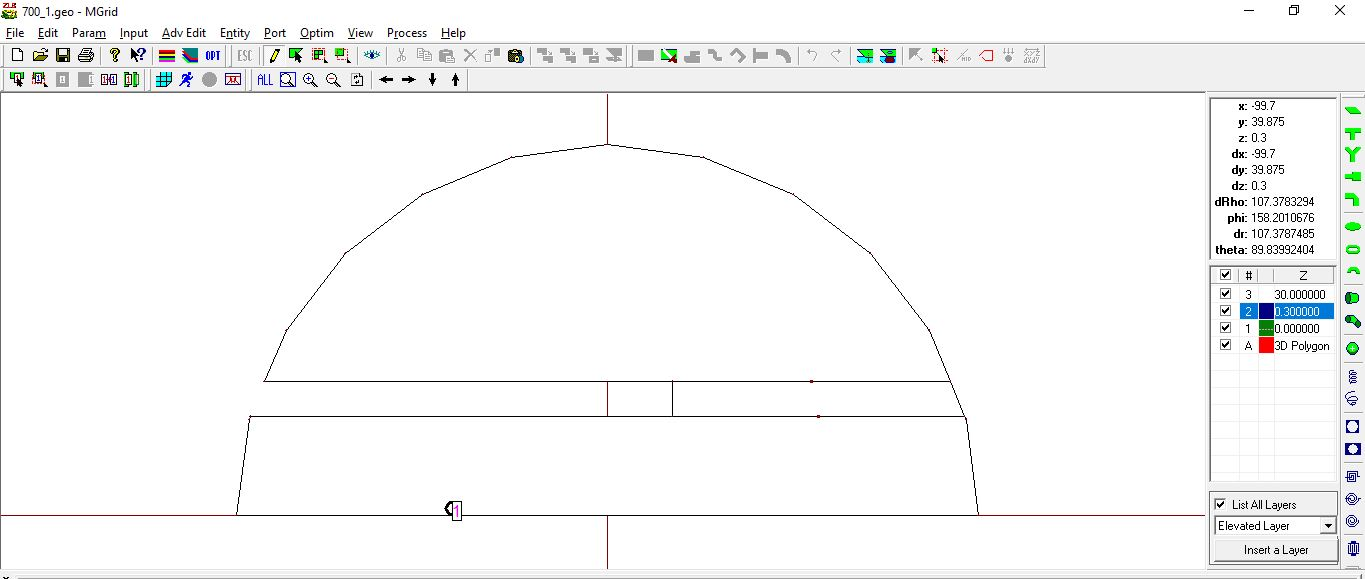 700_1.geo - MGrid
File Edit Param Input Adv Edit Entity Port Optim View Process Help
OPT ESC
ALL
x: -99.7
y: 39.875
z: 0.3
dx: -99.7
dy: 39.875
dz: 0.3
dRho: 107.3783294
phi: 158.2010676
dr: 107.3787485
theta: 89.83992404
# Z
3 30.000000
2 0.300000
1 0.000000
A 3D Polygon
1
List All Layers
Elevated Layer
Insert a Layer